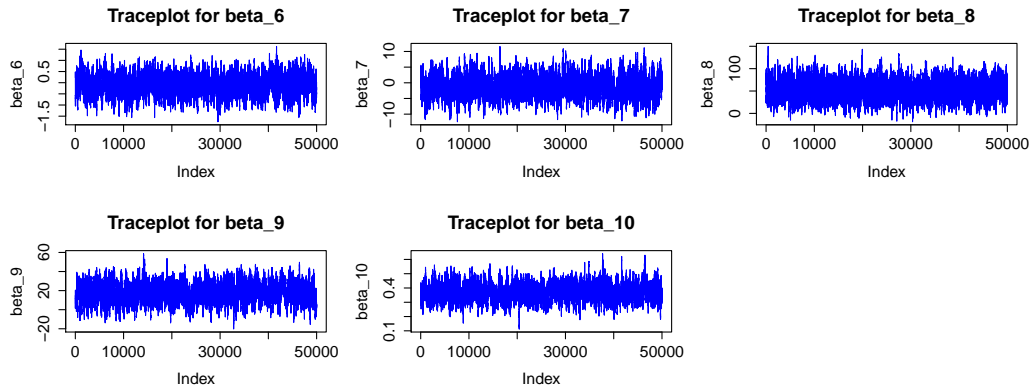 Traceplot for beta_6
Traceplot for beta_7
Traceplot for beta_8
beta_6
−1.5
0.5
0
10000
30000
50000
Index
beta_7
−10
0
10
0
10000
30000
50000
Index
beta_8
0
100
0
10000
30000
50000
Index
Traceplot for beta_9
Traceplot for beta_10
beta_9
−20
20
60
0
10000
30000
50000
Index
beta_10
0.1
0.4
0
10000
30000
50000
Index